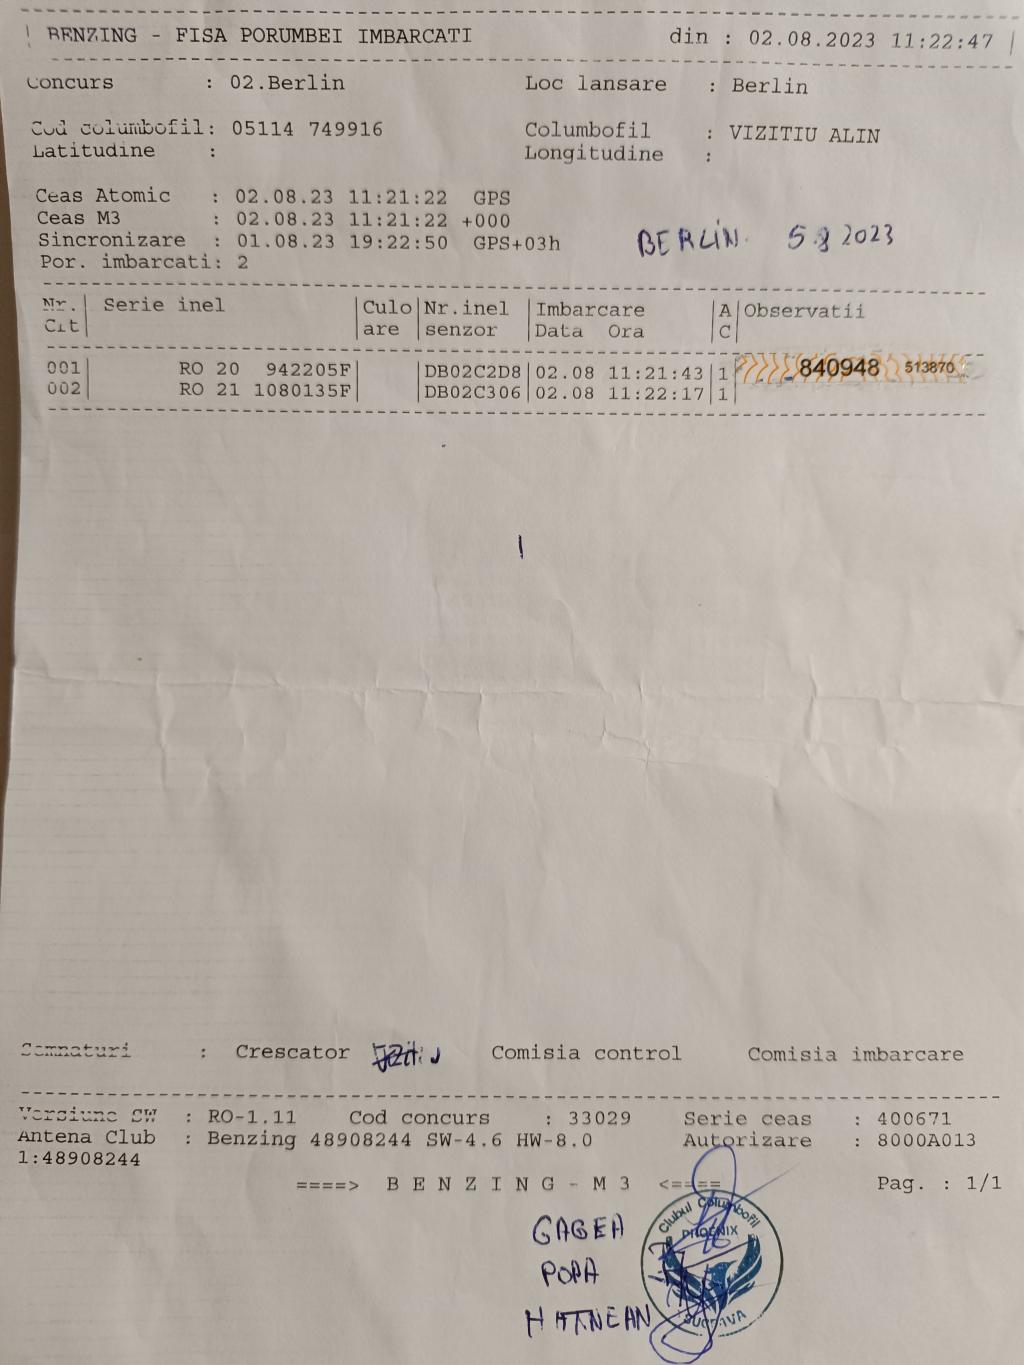 BENZING - FISA PORUMBEI IMBARCATI din : 02.08.2023 11:22:47
Concurs : 02.Berlin Loc lansare : Berlin
Cod columbofil: 05114 749916 Columbofil : VIZITIU ALIN
Latitudine : Longitudine :
Ceas Atomic : 02.08.23 11:21:22 GPS
Ceas M3 : 02.08.23 11:21:22 +000
Sincronizare : 01.08.23 19:22:50 GPS+03h
BERLIN 5 8 2023
Por. imbarcati: 2
Nr. | Serie inel |Culo|Nr.inel |Imbarcare |A|Observatii
Crt| |are |senzor |Data Ora |C|
001| RO 20 942205F| |DB02C2D8|02.08 11:21:43|1| 840948 513870
002| RO 21 1080135F| |DB02C306|02.08 11:22:17|1|
Semnaturi : Crescator Comisia control Comisia imbarcare
Versiune SW : RO-1.11 Cod concurs : 33029 Serie ceas : 400671
Antena Club : Benzing 48908244 SW-4.6 HW-8.0 Autorizare : 8000A013
1:48908244
====> B E N Z I N G - M 3 <==== Pag. : 1/1
Clubul Columbofil
PHOENIX
SUCEAVA
GAGEA
POPA